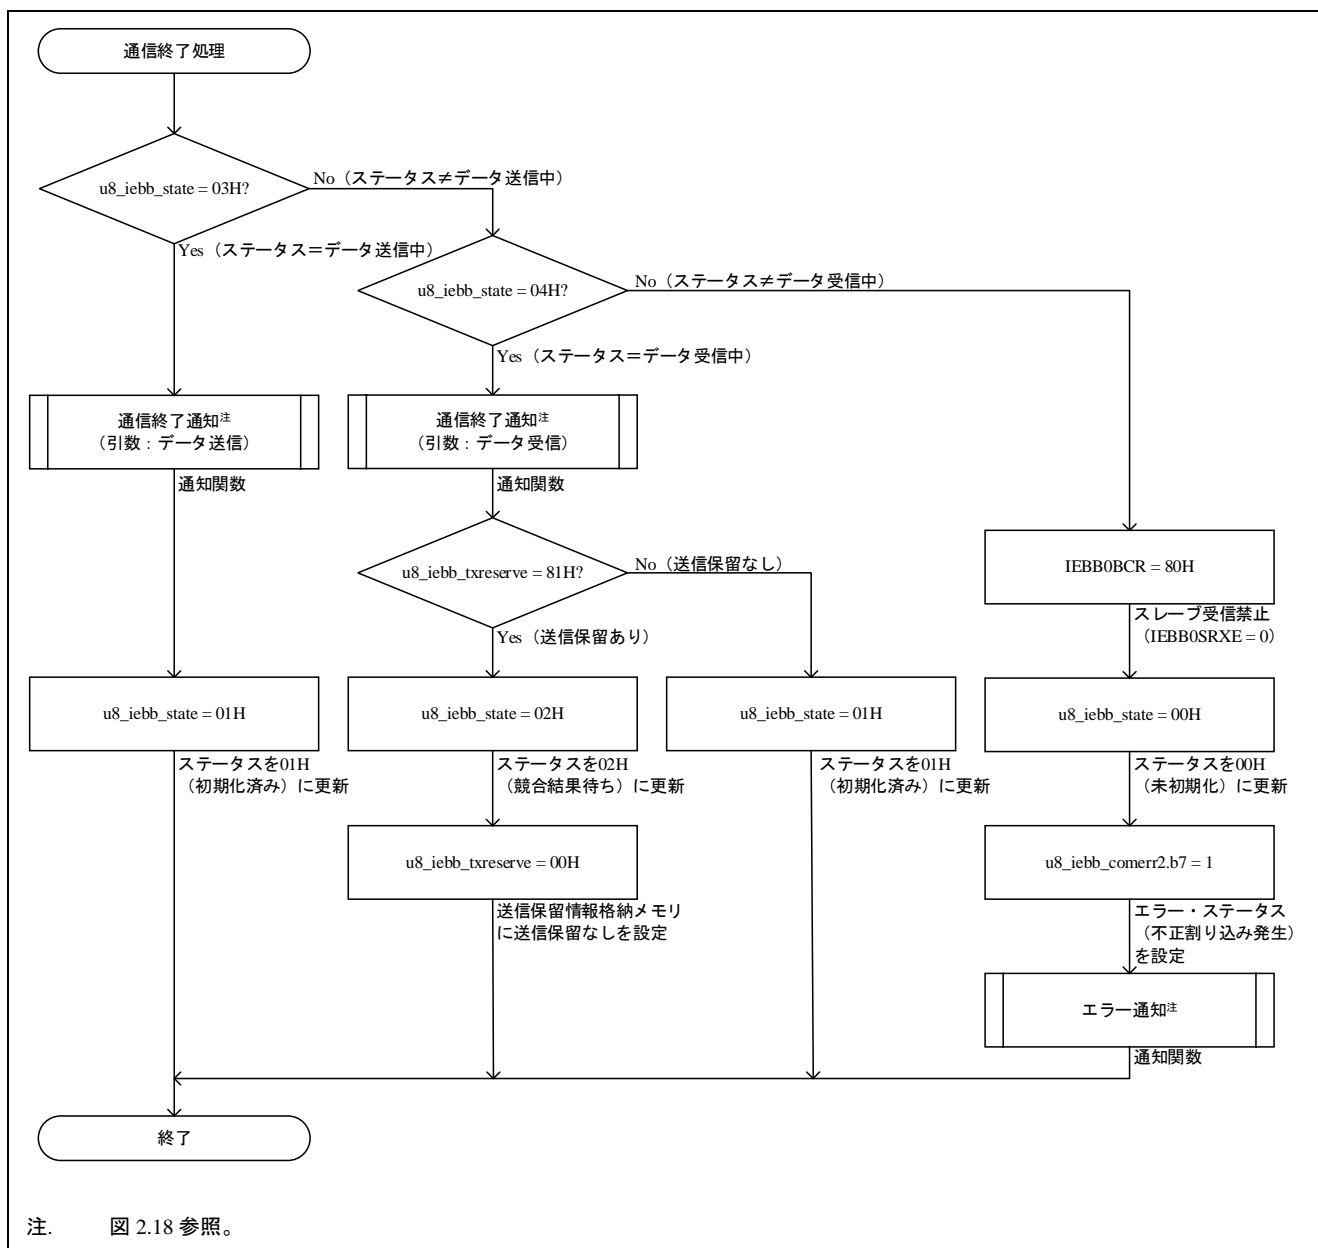 通信終了処理
u8_iebb_state = 03H?
No（ステータス≠データ送信中）
Yes（ステータス＝データ送信中）
u8_iebb_state = 04H?
No（ステータス≠データ受信中）
Yes（ステータス＝データ受信中）
通信終了通知注
（引数：データ送信）
通知関数
通信終了通知注
（引数：データ受信）
通知関数
u8_iebb_txreserve = 81H?
No（送信保留なし）
Yes（送信保留あり）
IEBB0BCR = 80H
スレーブ受信禁止
（IEBB0SRXE = 0）
u8_iebb_state = 01H
ステータスを01H
（初期化済み）に更新
u8_iebb_state = 02H
ステータスを02H
（競合結果待ち）に更新
u8_iebb_state = 01H
ステータスを01H
（初期化済み）に更新
u8_iebb_state = 00H
ステータスを00H
（未初期化）に更新
u8_iebb_txreserve = 00H
送信保留情報格納メモリ
に送信保留なしを設定
u8_iebb_comerr2.b7 = 1
エラー・ステータス
（不正割り込み発生）
を設定
エラー通知注
通知関数
終了
注. 図 2.18 参照。